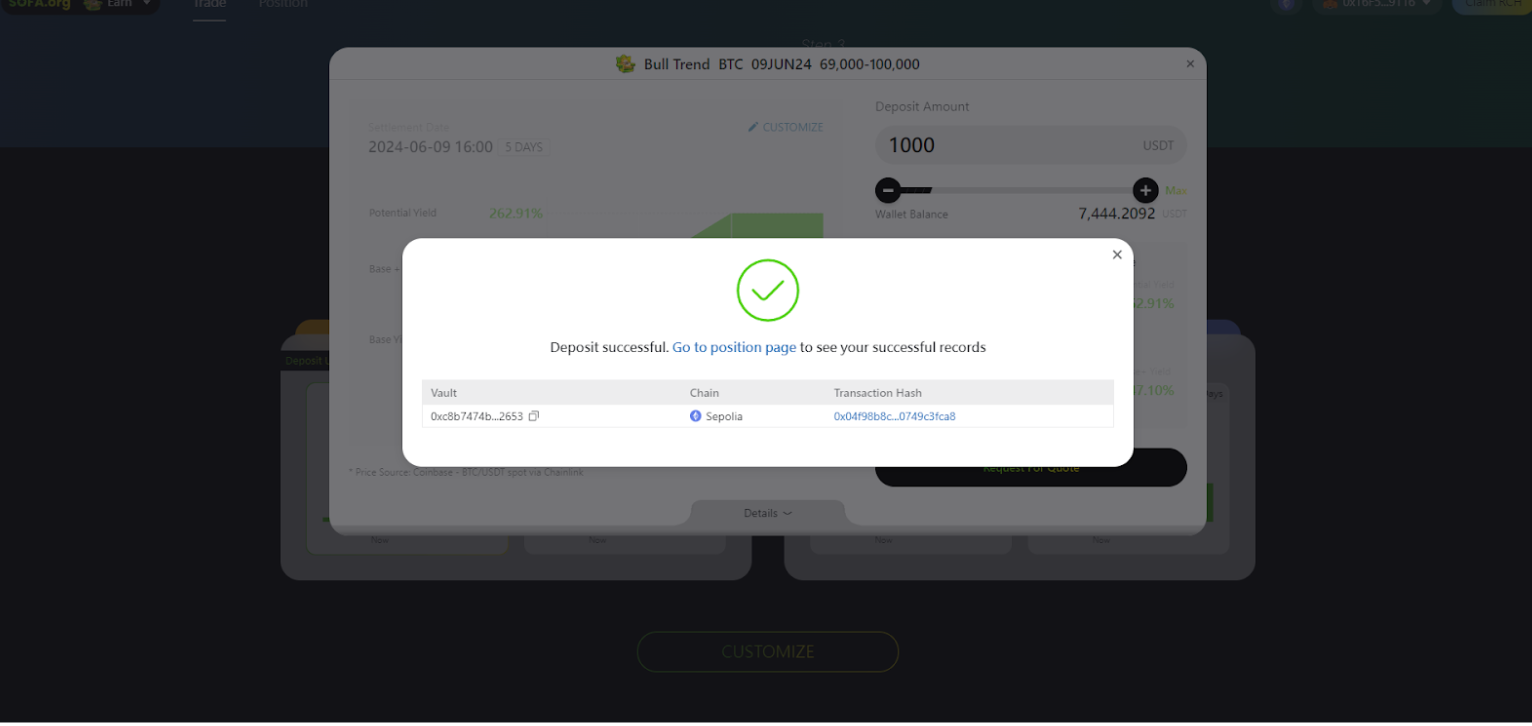 SOFA.org Earn Trade Position 0x16F5...9116 Claim RCH
Step 3
Bull Trend BTC 09JUN24 69,000-100,000
Deposit Amount
Settlement Date
CUSTOMIZE
2024-06-09 16:00 5 DAYS
1000 USDT
Max
Potential Yield 262.91%
Wallet Balance 7,444.2092 USDT
Base +
Deposit successful. Go to position page to see your successful records
Base Yi
Deposit U
Vault Chain Transaction Hash
0xc8b7474b...2653 Sepolia 0x04f98b8c...0749c3fca8
* Price Source: Coinbase - BTC/USDT spot via Chainlink
Request For Quote
Details
Now Now Now Now
CUSTOMIZE